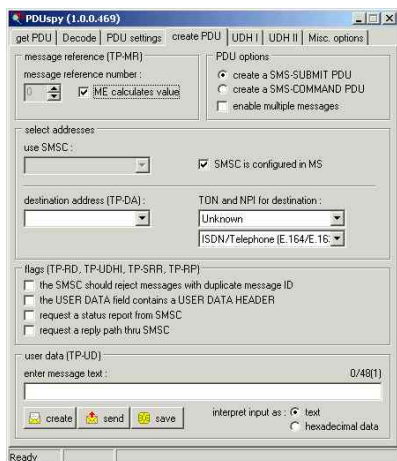 PDUspy (1.0.0.469)
get PDU Decode PDU settings create PDU UDH I UDH II Misc. options
message reference (TP-MR)
message reference number :
0 ME calculates value
PDU options
create a SMS-SUBMIT PDU
create a SMS-COMMAND PDU
enable multiple messages
select addresses
use SMSC :
SMSC is configured in MS
destination address (TP-DA) :
TON and NPI for destination :
Unknown
ISDN/Telephone (E.164/E.16:
flags (TP-RD, TP-UDHI, TP-SRR, TP-RP)
the SMSC should reject messages with duplicate message ID
the USER DATA field contains a USER DATA HEADER
request a status report from SMSC
request a reply path thru SMSC
user data (TP-UD)
enter message text : 0/48(1)
create send save interpret input as : text
hexadecimal data
Ready